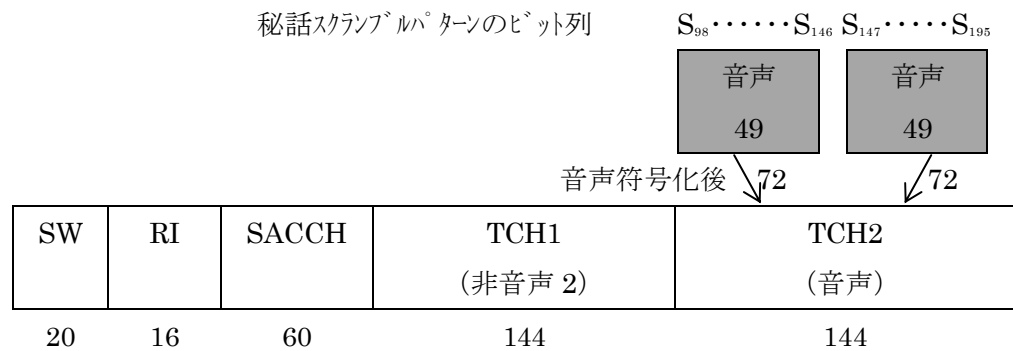 秘話ｽｸﾗﾝﾌﾞﾙﾊﾟﾀｰﾝのﾋﾞｯﾄ列 S₉₈······S₁₄₆ S₁₄₇·····S₁₉₅
音声 音声
49 49
音声符号化後 72 72
SW RI SACCH TCH1 TCH2
(非音声 2) (音声)
20 16 60 144 144